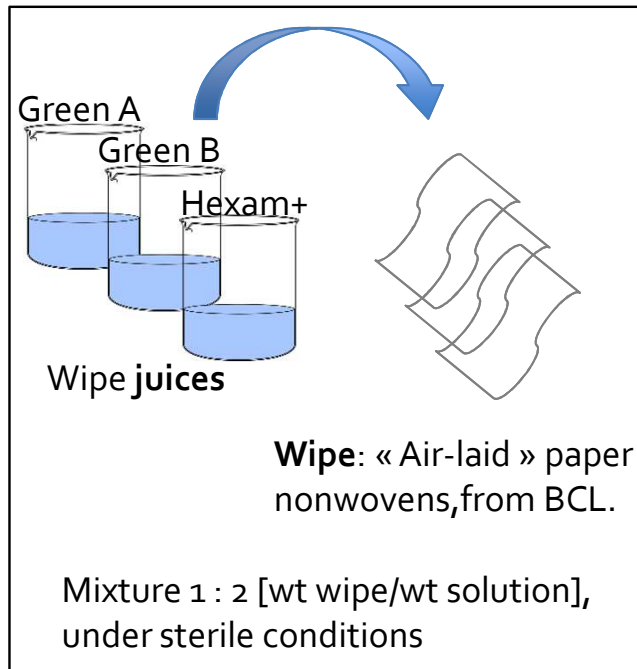 Green A
Green B
Hexam+
Wipe juices
Wipe: « Air-laid » paper
nonwovens,from BCL.
Mixture 1 : 2 [wt wipe/wt solution],
under sterile conditions